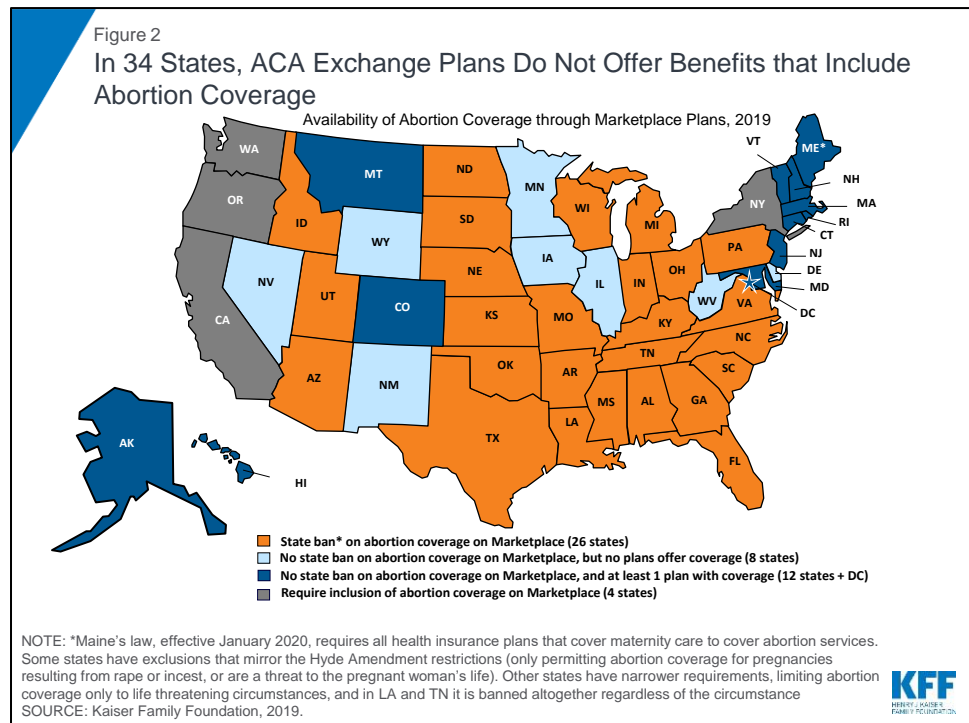 Figure 2
In 34 States, ACA Exchange Plans Do Not Offer Benefits that Include
Abortion Coverage
Availability of Abortion Coverage through Marketplace Plans, 2019
WA
OR
CA
NV
ID
MT
WY
UT
AZ
CO
NM
ND
SD
NE
KS
OK
TX
MN
IA
MO
AR
LA
WI
IL
MI
IN
OH
KY
TN
MS
AL
GA
FL
SC
NC
VA
WV
PA
NY
VT
ME*
NH
MA
RI
CT
NJ
DE
MD
DC
AK
HI
State ban* on abortion coverage on Marketplace (26 states)
No state ban on abortion coverage on Marketplace, but no plans offer coverage (8 states)
No state ban on abortion coverage on Marketplace, and at least 1 plan with coverage (12 states + DC)
Require inclusion of abortion coverage on Marketplace (4 states)
NOTE: *Maine's law, effective January 2020, requires all health insurance plans that cover maternity care to cover abortion services.
Some states have exclusions that mirror the Hyde Amendment restrictions (only permitting abortion coverage for pregnancies
resulting from rape or incest, or are a threat to the pregnant woman's life). Other states have narrower requirements, limiting abortion
coverage only to life threatening circumstances, and in LA and TN it is banned altogether regardless of the circumstance
SOURCE: Kaiser Family Foundation, 2019.
KFF
HENRY J KAISER
FAMILY FOUNDATION